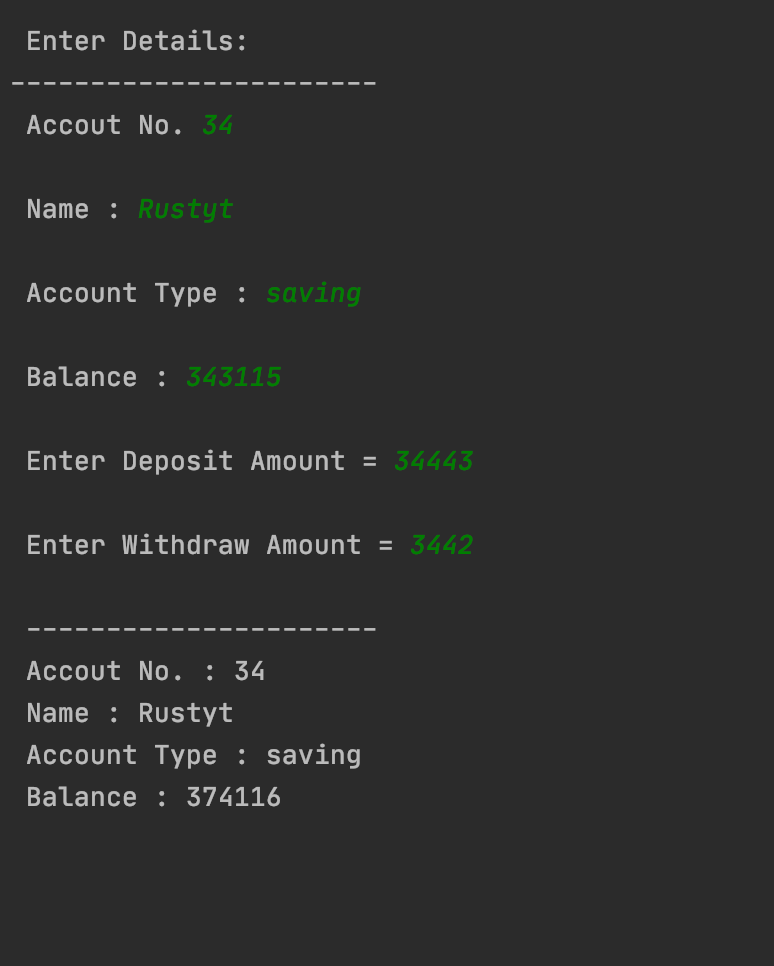 Enter Details:
-----------------------
Accout No. 34
Name : Rustyt
Account Type : saving
Balance : 343115
Enter Deposit Amount = 34443
Enter Withdraw Amount = 3442
----------------------
Accout No. : 34
Name : Rustyt
Account Type : saving
Balance : 374116